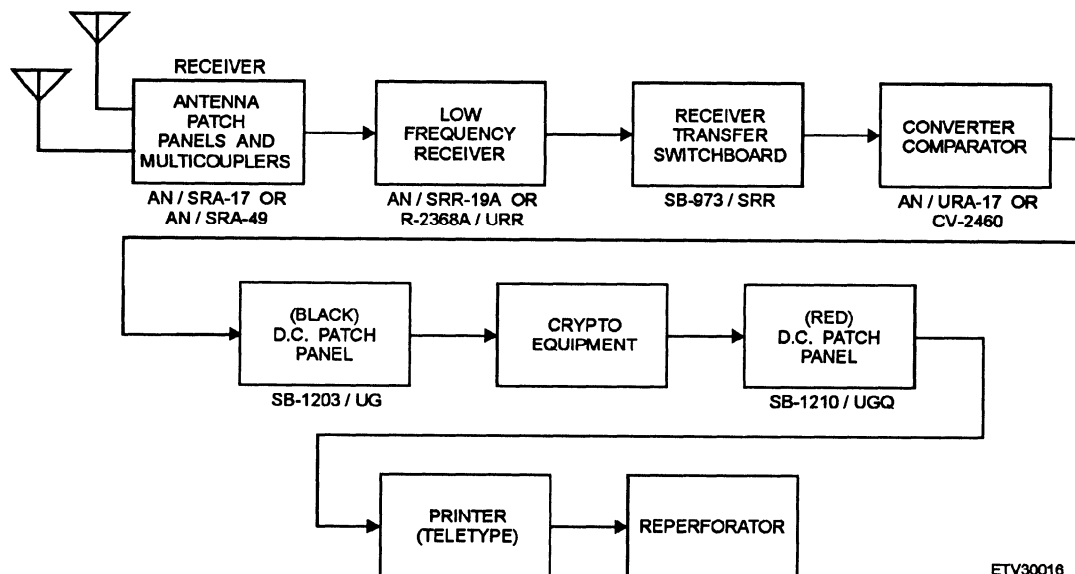 RECEIVER
ANTENNA
PATCH
PANELS AND
MULTICOUPLERS
AN / SRA-17 OR
AN / SRA-49
LOW
FREQUENCY
RECEIVER
AN / SRR-19A OR
R-2368A / URR
RECEIVER
TRANSFER
SWITCHBOARD
SB-973 / SRR
CONVERTER
COMPARATOR
AN / URA-17 OR
CV-2460
(BLACK)
D.C. PATCH
PANEL
SB-1203 / UG
CRYPTO
EQUIPMENT
(RED)
D.C. PATCH
PANEL
SB-1210 / UGQ
PRINTER
(TELETYPE)
REPERFORATOR
ETV30016